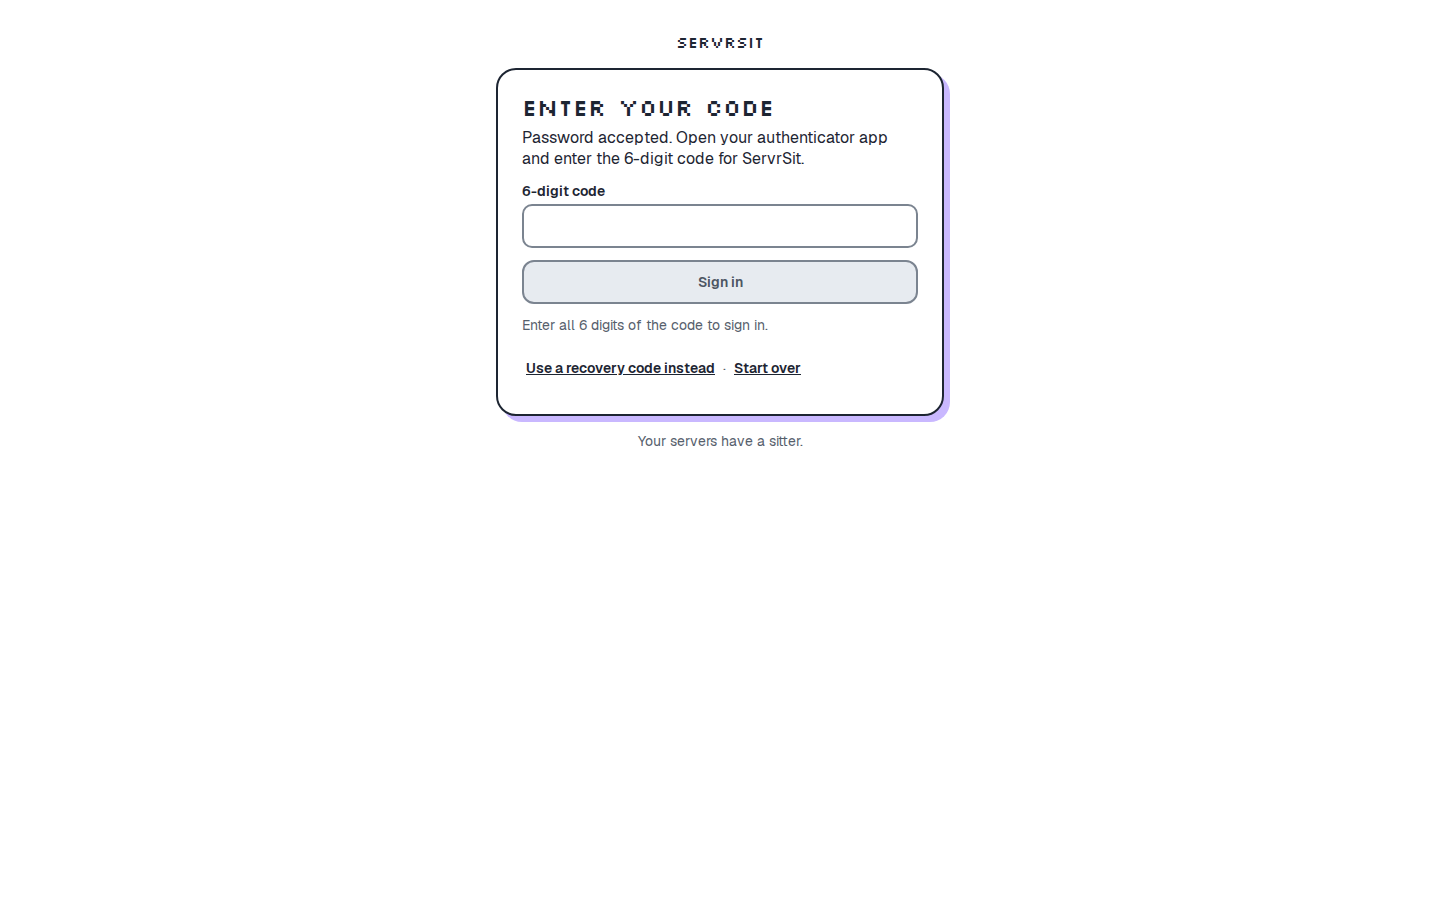 SERVRSIT
ENTER YOUR CODE
Password accepted. Open your authenticator app
and enter the 6-digit code for ServrSit.
6-digit code
Sign in
Enter all 6 digits of the code to sign in.
Use a recovery code instead · Start over
Your servers have a sitter.